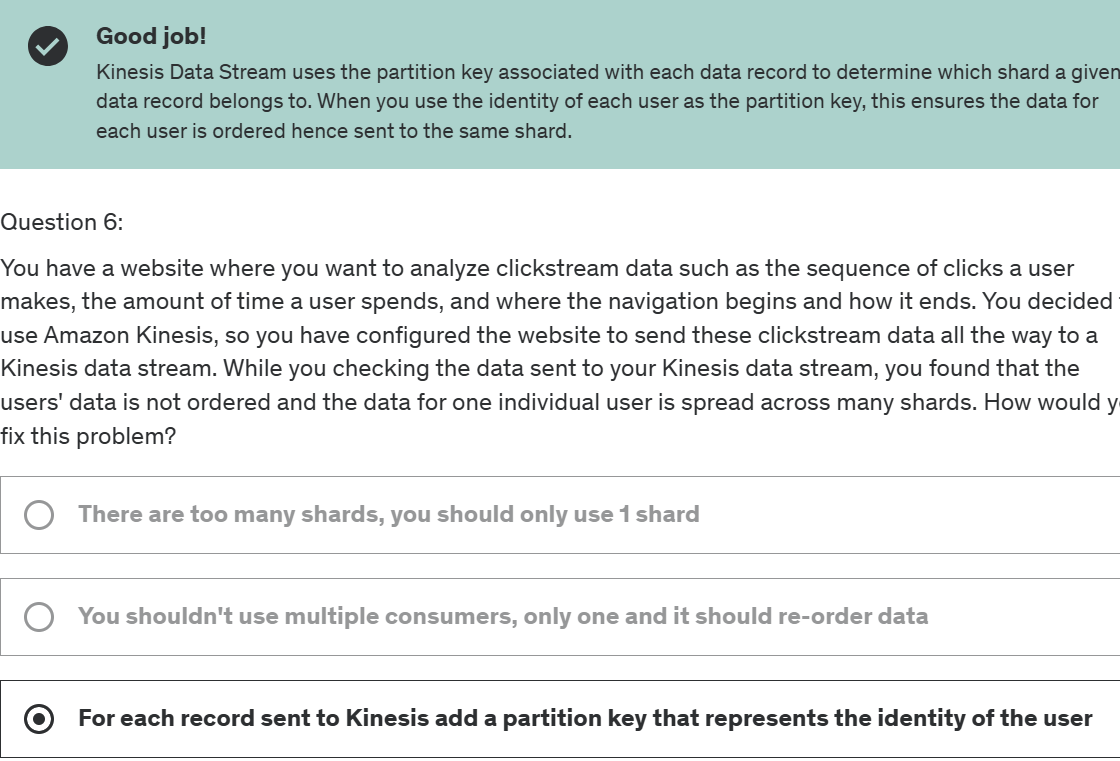 Good job!
Kinesis Data Stream uses the partition key associated with each data record to determine which shard a given
data record belongs to. When you use the identity of each user as the partition key, this ensures the data for
each user is ordered hence sent to the same shard.
Question 6:
You have a website where you want to analyze clickstream data such as the sequence of clicks a user
makes, the amount of time a user spends, and where the navigation begins and how it ends. You decided
use Amazon Kinesis, so you have configured the website to send these clickstream data all the way to a
Kinesis data stream. While you checking the data sent to your Kinesis data stream, you found that the
users' data is not ordered and the data for one individual user is spread across many shards. How would
fix this problem?
There are too many shards, you should only use 1 shard
You shouldn't use multiple consumers, only one and it should re-order data
For each record sent to Kinesis add a partition key that represents the identity of the user